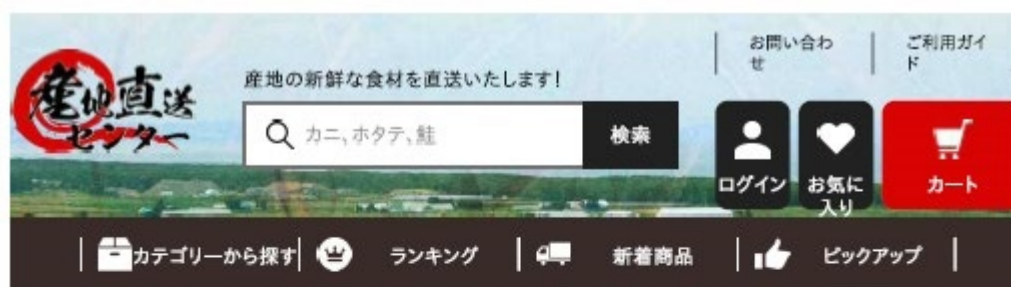 産地直送
センター
お問い合わ
せ
ご利用ガイ
ド
産地の新鮮な食材を直送いたします!
カニ、ホタテ、鮭
検索
ログイン
お気に
入り
カート
カテゴリーから探す
ランキング
新着商品
ピックアップ